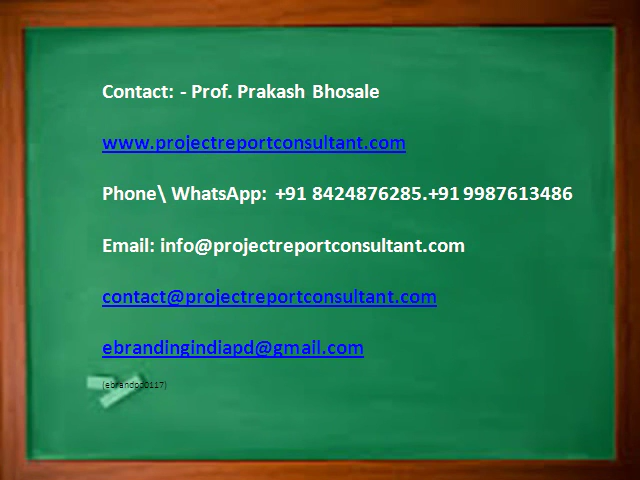 Contact: - Prof. Prakash Bhosale
www.projectreportconsultant.com
Phone\ WhatsApp: +91 8424876285.+91 9987613486
Email: info@projectreportconsultant.com
contact@projectreportconsultant.com
ebrandingindiapd@gmail.com